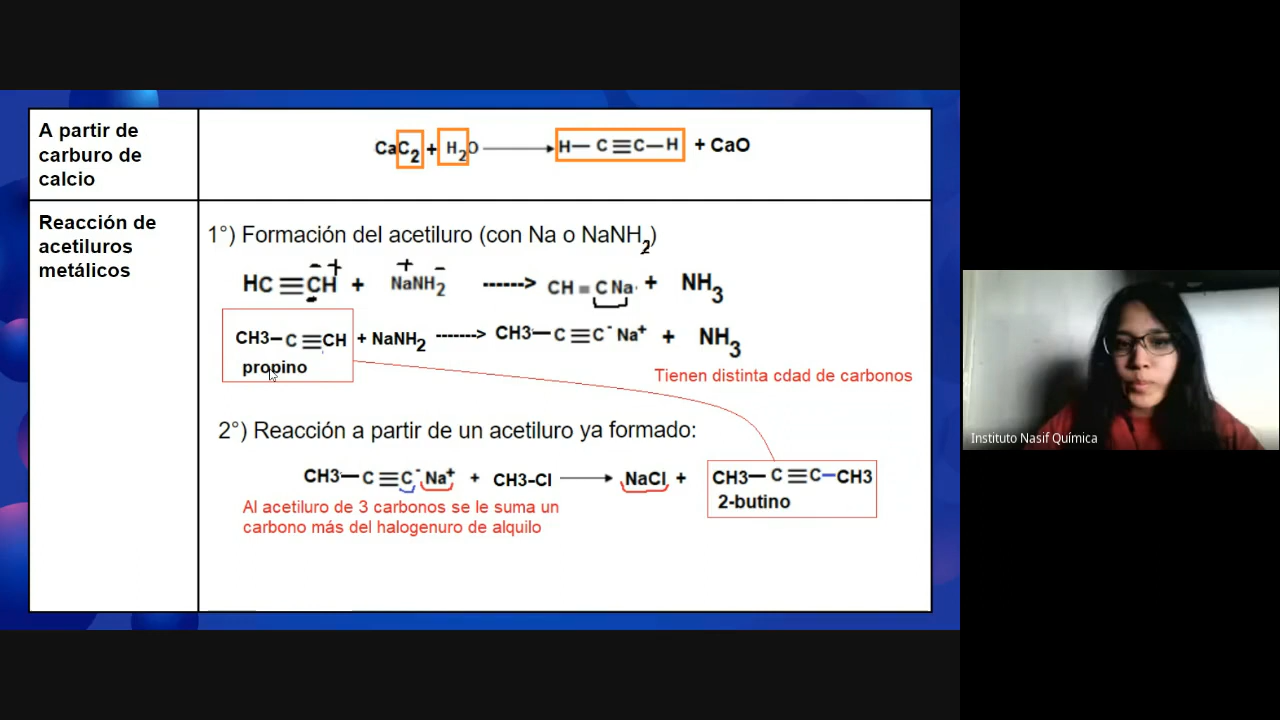 A partir de
carburo de
calcio
CaC2 + H2O ⟶ H— C ≡C—H + CaO
Reacción de
acetiluros
metálicos
1°) Formación del acetiluro (con Na o NaNH2)
- + + -
HC ≡CH + NaNH2 ------> CH = C Na + NH3
CH3—C ≡CH + NaNH2 -------> CH3—C ≡C- Na+ + NH3
propino
Tienen distinta cdad de carbonos
2°) Reacción a partir de un acetiluro ya formado:
CH3—C ≡C- Na+ + CH3-Cl ⟶ NaCl + CH3—C ≡C—CH3
2-butino
Al acetiluro de 3 carbonos se le suma un
carbono más del halogenuro de alquilo
Instituto Nasif Química